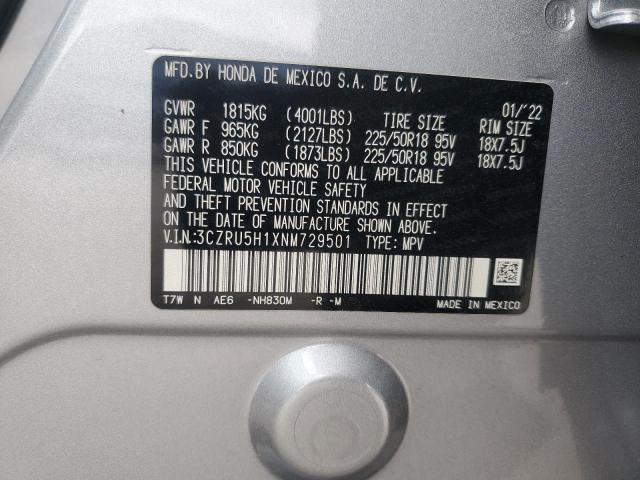 MFD. BY HONDA DE MEXICO S.A. DE C.V.
01/'22
GVWR 1815KG (4001LBS) TIRE SIZE RIM SIZE
GAWR F 965KG (2127LBS) 225/50R18 95V 18X7.5J
GAWR R 850KG (1873LBS) 225/50R18 95V 18X7.5J
THIS VEHICLE CONFORMS TO ALL APPLICABLE
FEDERAL MOTOR VEHICLE SAFETY
AND THEFT PREVENTION STANDARDS IN EFFECT
ON THE DATE OF MANUFACTURE SHOWN ABOVE.
V.I.N:3CZRU5H1XNM729501 TYPE: MPV
T7W N AE6 -NH830M -R -M MADE IN MEXICO